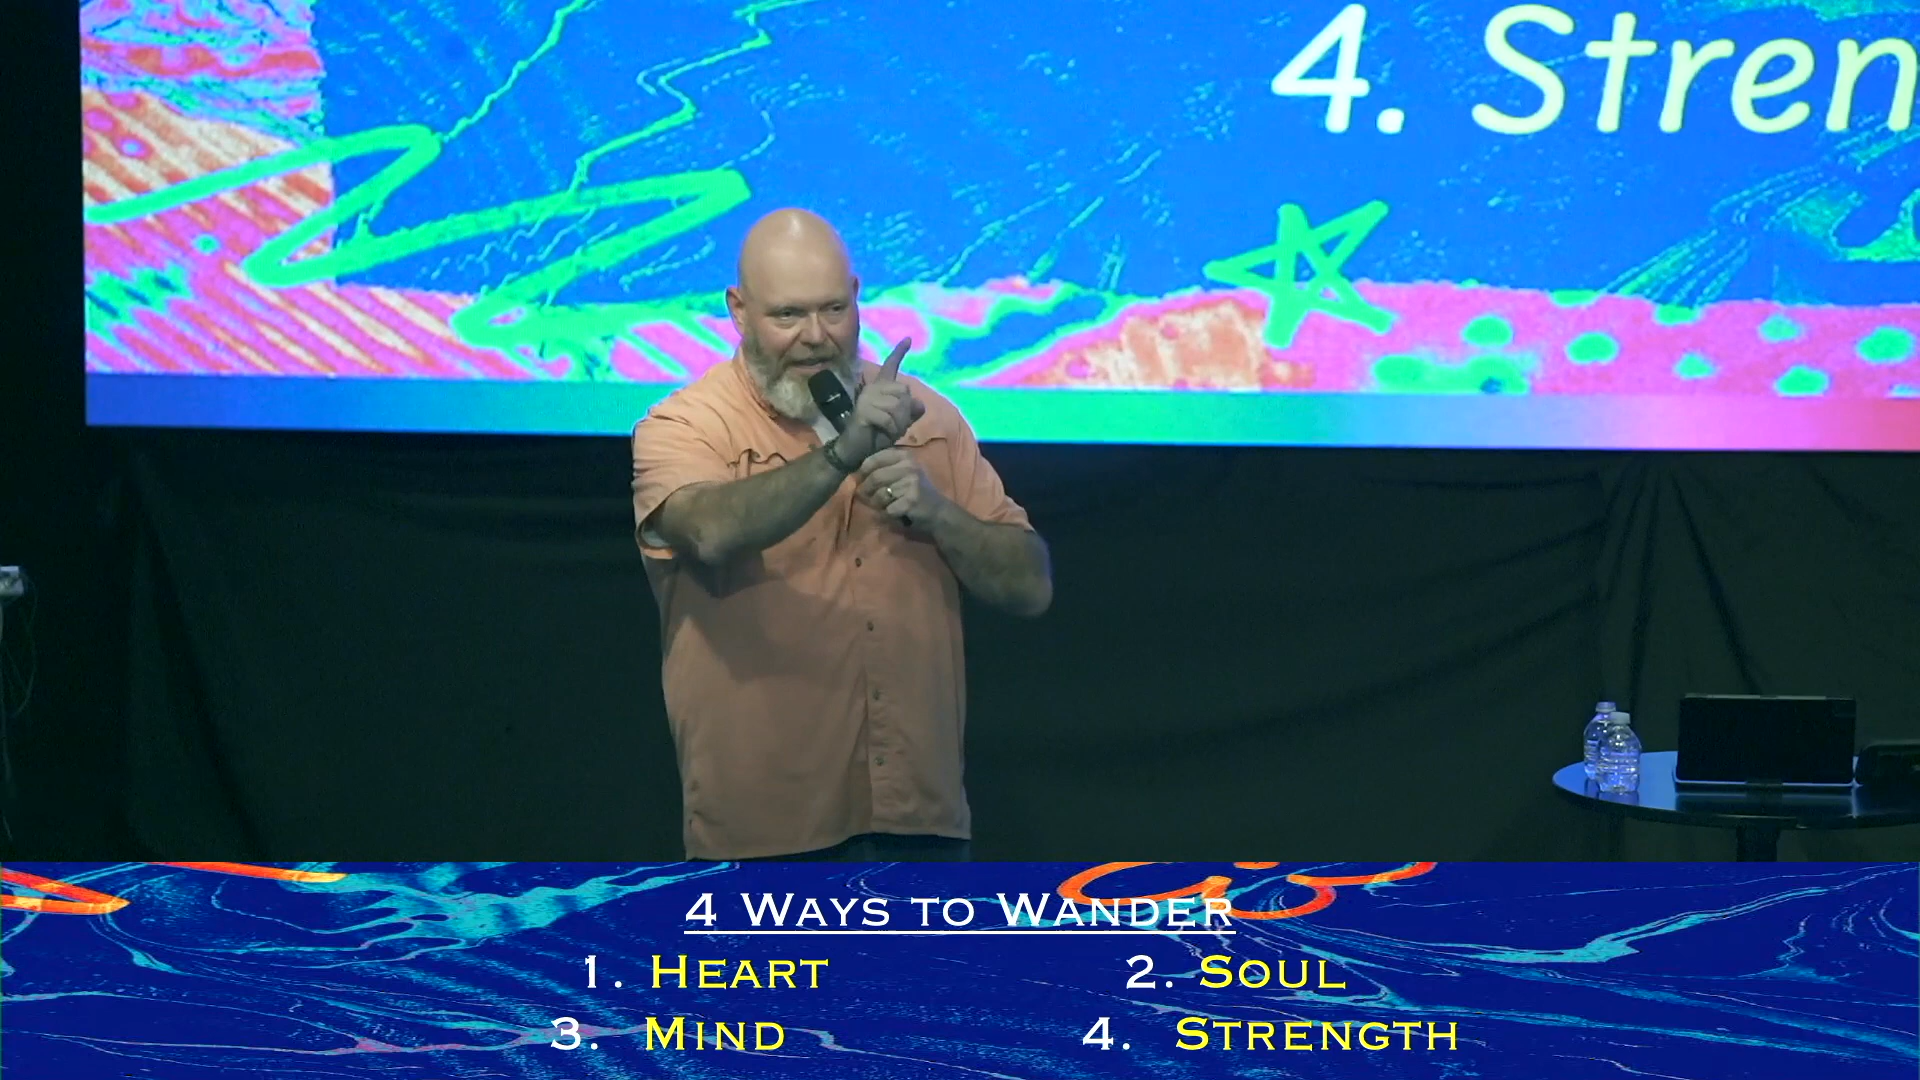 4. Stren
4 Ways to Wander
1. Heart
2. Soul
3. Mind
4. Strength